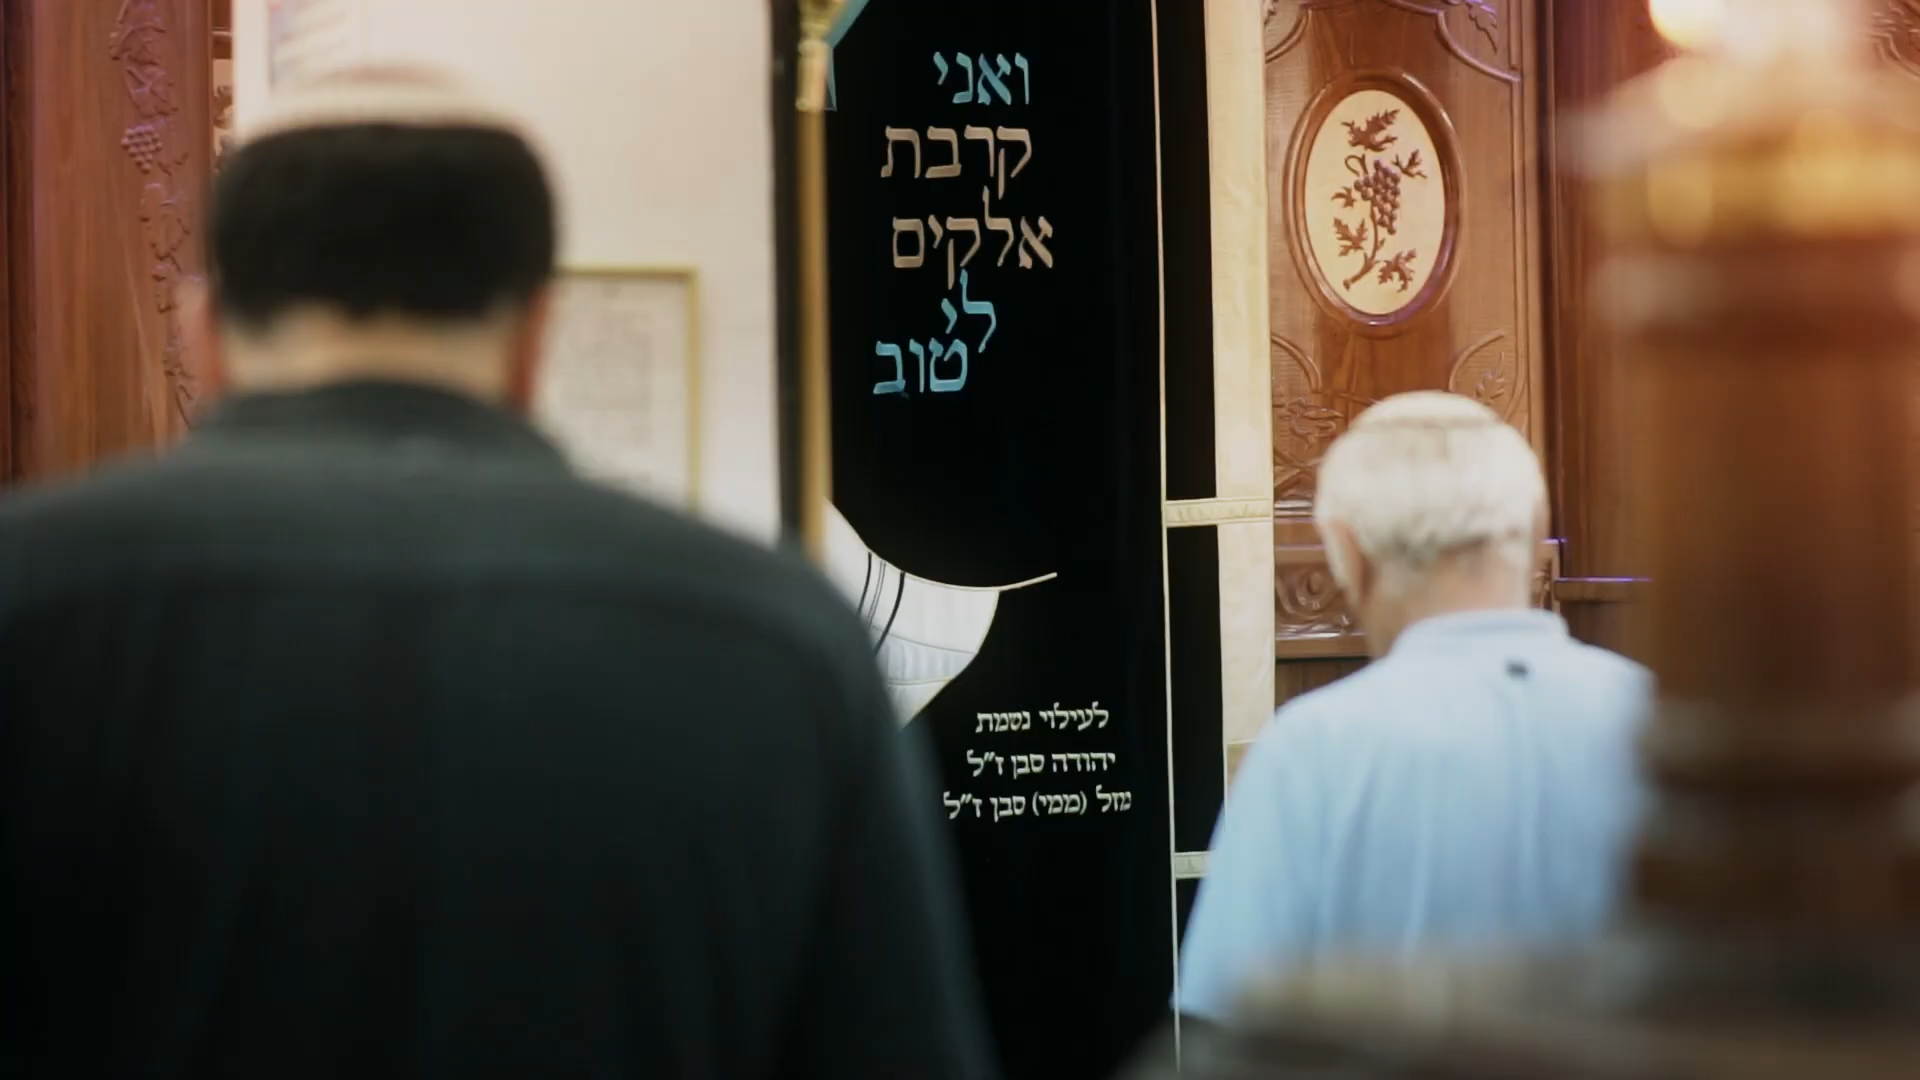 ואני
קרבת
אלקים
לי
טוב
לעילוי נשמת
יהודה סבן ז"ל
מזל (ממי) סבן ז"ל